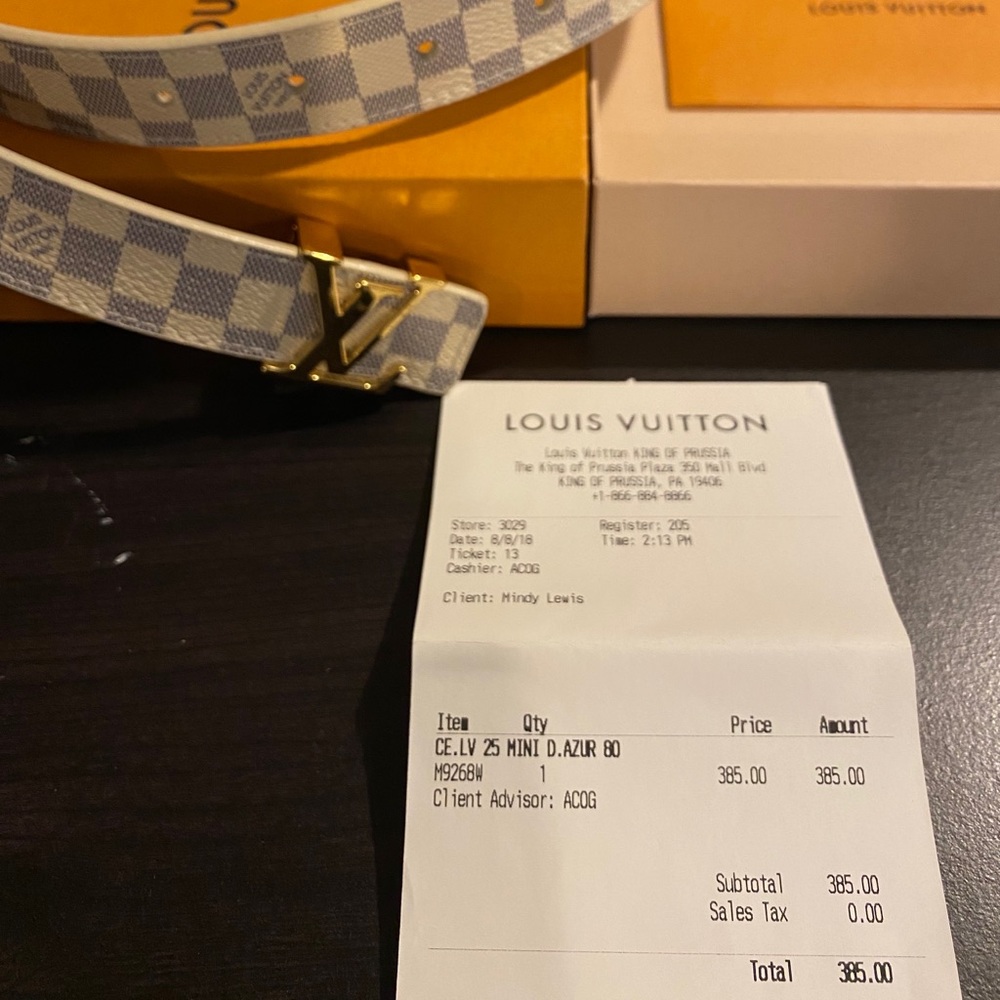 LOUIS VUITTON
LOUIS VUITTON
Louis Vuitton KING OF PRUSSIA
The King of Prussia Plaza 350 Mall Blvd
KING OF PRUSSIA, PA 19406
+1-866-884-8866
Store: 3029 Register: 205
Date: 8/8/18 Time: 2:13 PM
Ticket: 13
Cashier: ACOG
Client: Mindy Lewis
Item Qty Price Amount
CE.LV 25 MINI D.AZUR 80
M9268W 1 385.00 385.00
Client Advisor: ACOG
Subtotal 385.00
Sales Tax 0.00
Total 385.00